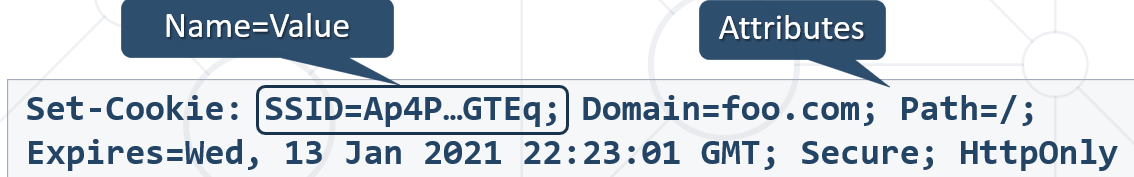 Name=Value
Attributes
Set-Cookie: SSID=Ap4P…GTEq; Domain=foo.com; Path=/;
Expires=Wed, 13 Jan 2021 22:23:01 GMT; Secure; HttpOnly